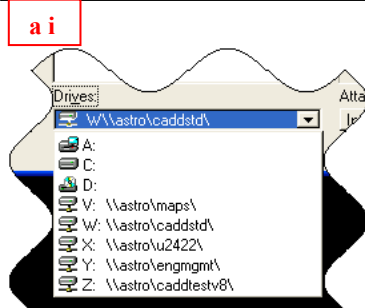 a i
Drives: Atta
W\\astro\caddstd\
A:
C:
D:
V: \\astro\maps\
W: \\astro\caddstd\
X: \\astro\u2422\
Y: \\astro\engmgmt\
Z: \\astro\caddtestv8\